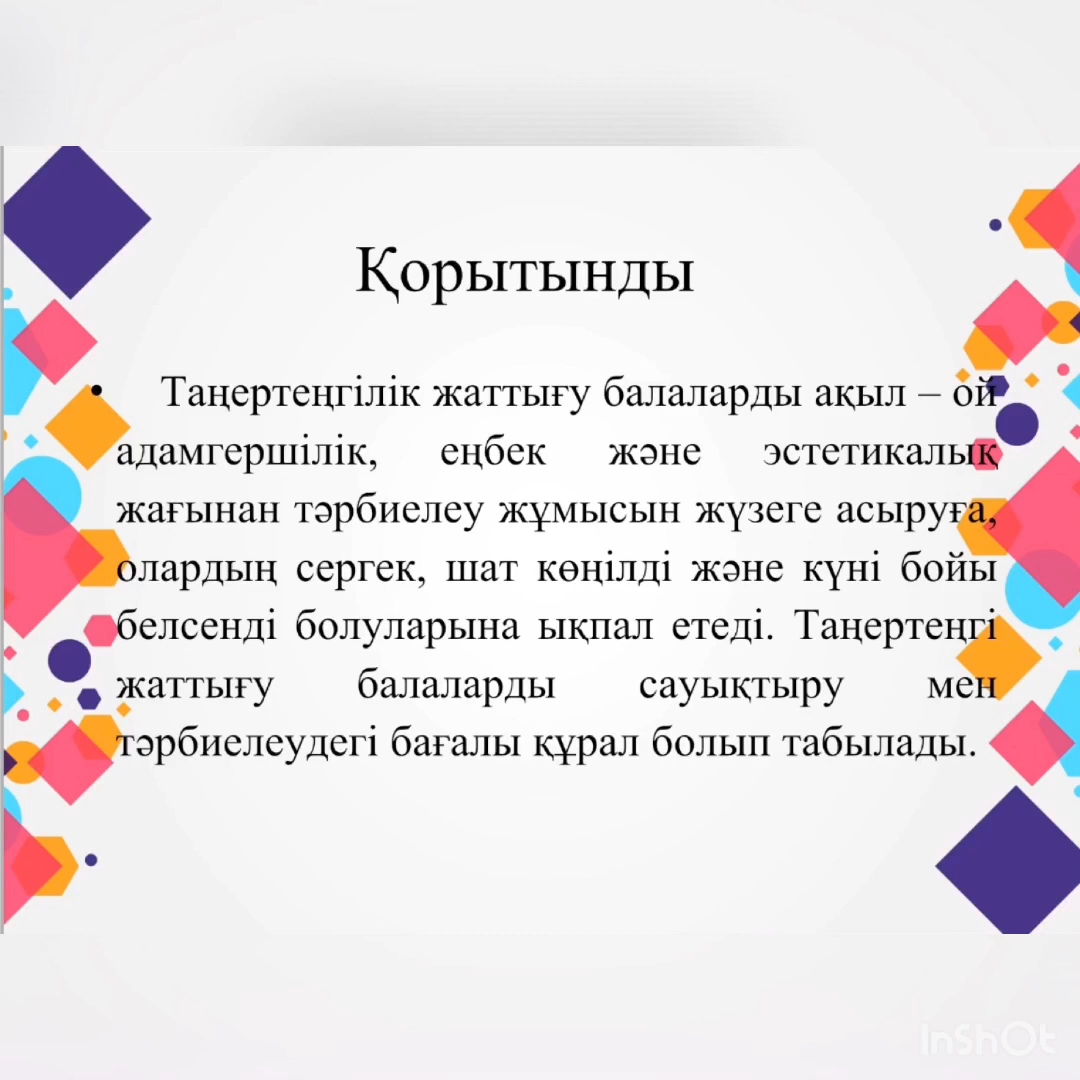 Қорытынды
• Таңертеңгілік жаттығу балаларды ақыл – ой
адамгершілік, еңбек және эстетикалық
жағынан тәрбиелеу жұмысын жүзеге асыруға,
олардың сергек, шат көңілді және күні бойы
белсенді болуларына ықпал етеді. Таңертеңгі
жаттығу балаларды сауықтыру мен
тәрбиелеудегі бағалы құрал болып табылады.
InShOt